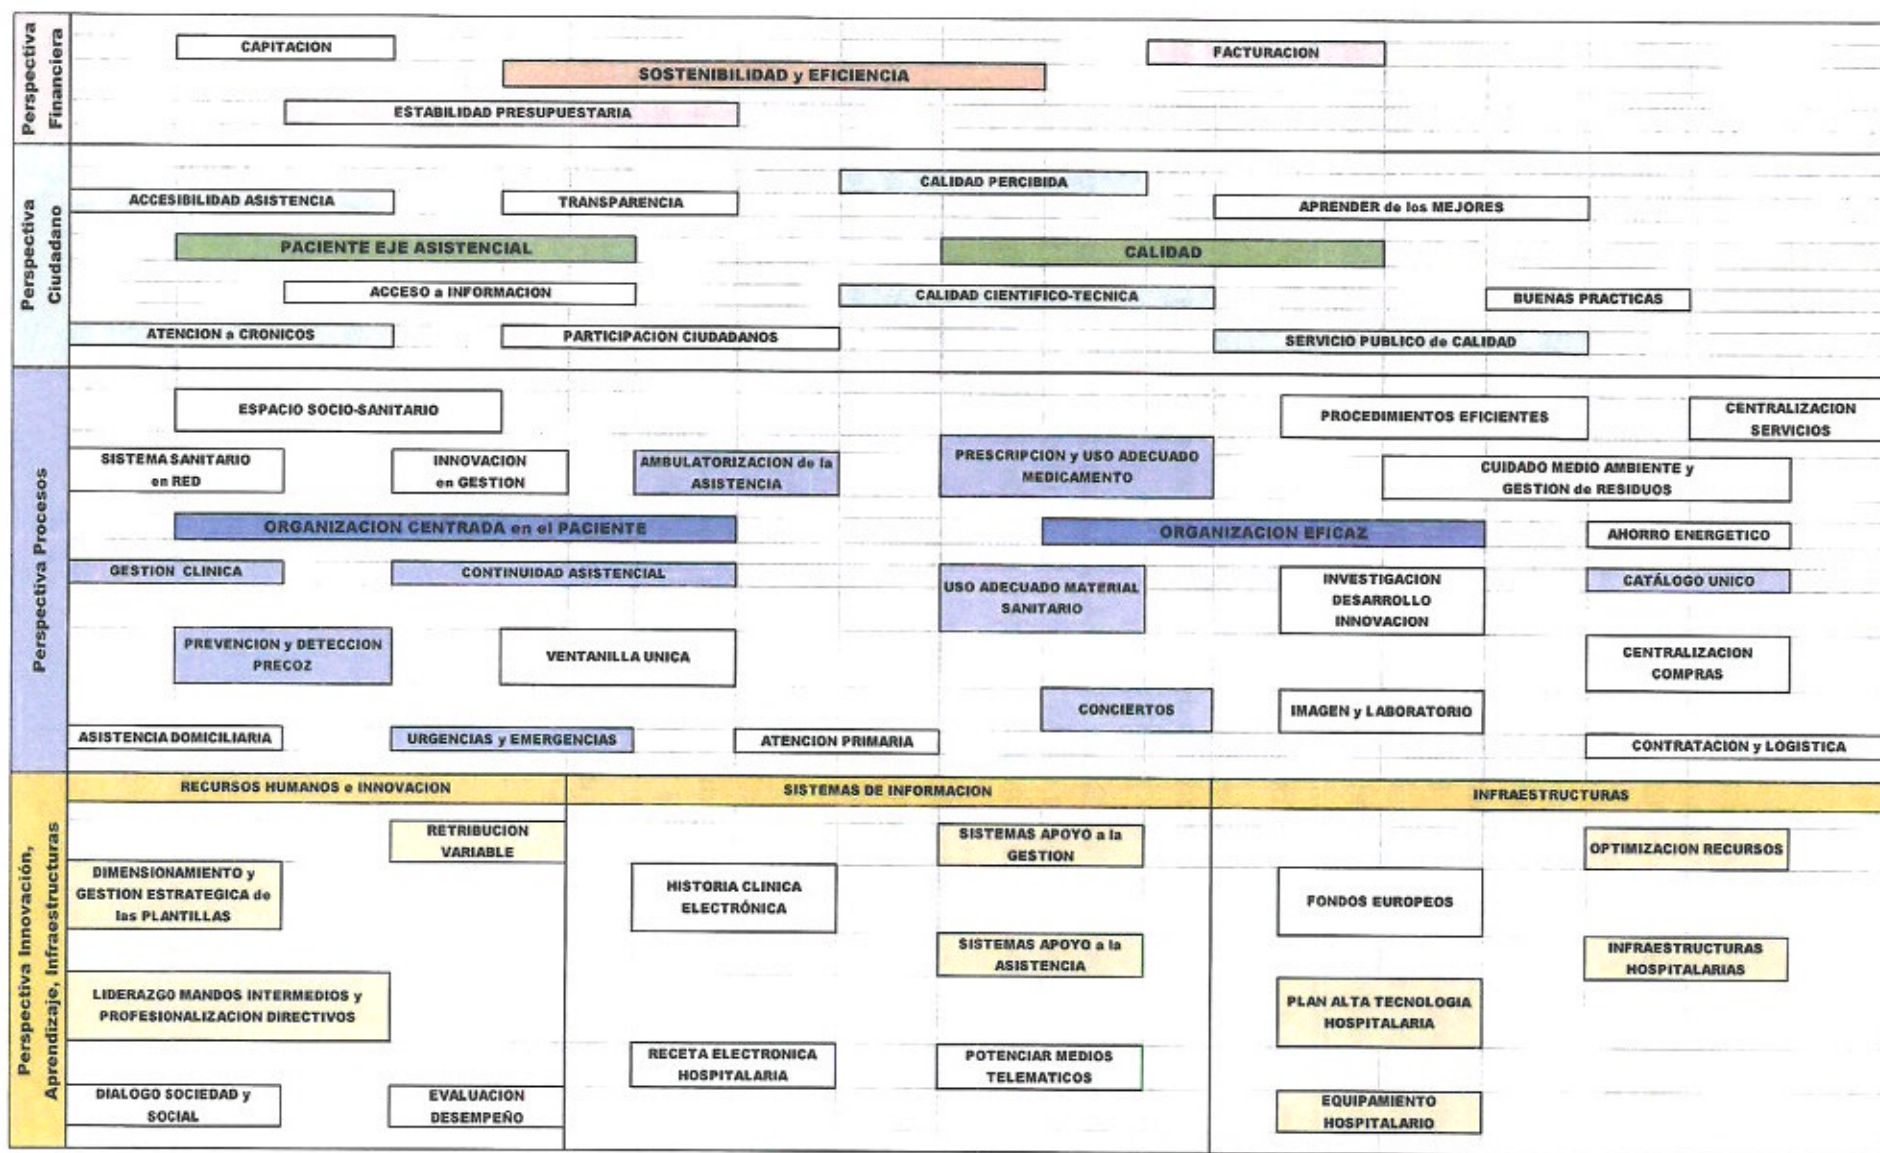 Perspectiva
Financiera
CAPITACION
FACTURACION
SOSTENIBILIDAD y EFICIENCIA
ESTABILIDAD PRESUPUESTARIA
Perspectiva
Ciudadano
CALIDAD PERCIBIDA
ACCESIBILIDAD ASISTENCIA
TRANSPARENCIA
APRENDER de los MEJORES
PACIENTE EJE ASISTENCIAL
CALIDAD
ACCESO a INFORMACION
CALIDAD CIENTIFICO-TECNICA
BUENAS PRACTICAS
ATENCION a CRONICOS
PARTICIPACION CIUDADANOS
SERVICIO PUBLICO de CALIDAD
Perspectiva Procesos
ESPACIO SOCIO-SANITARIO
PROCEDIMIENTOS EFICIENTES
CENTRALIZACION
SERVICIOS
SISTEMA SANITARIO
en RED
INNOVACION
en GESTION
AMBULATORIZACION de la
ASISTENCIA
PRESCRIPCION y USO ADECUADO
MEDICAMENTO
CUIDADO MEDIO AMBIENTE y
GESTION de RESIDUOS
ORGANIZACION CENTRADA en el PACIENTE
ORGANIZACION EFICAZ
AHORRO ENERGETICO
GESTION CLINICA
CONTINUIDAD ASISTENCIAL
USO ADECUADO MATERIAL
SANITARIO
INVESTIGACION
DESARROLLO
INNOVACION
CATÁLOGO UNICO
PREVENCION y DETECCION
PRECOZ
VENTANILLA UNICA
CENTRALIZACION
COMPRAS
CONCIERTOS
IMAGEN y LABORATORIO
ASISTENCIA DOMICILIARIA
URGENCIAS y EMERGENCIAS
ATENCION PRIMARIA
CONTRATACION y LOGISTICA
Perspectiva Innovación,
Aprendizaje, Infraestructuras
RECURSOS HUMANOS e INNOVACION
SISTEMAS DE INFORMACION
INFRAESTRUCTURAS
RETRIBUCION
VARIABLE
SISTEMAS APOYO a la
GESTION
OPTIMIZACION RECURSOS
DIMENSIONAMIENTO y
GESTION ESTRATEGICA de
las PLANTILLAS
HISTORIA CLINICA
ELECTRÓNICA
FONDOS EUROPEOS
SISTEMAS APOYO a la
ASISTENCIA
INFRAESTRUCTURAS
HOSPITALARIAS
LIDERAZGO MANDOS INTERMEDIOS y
PROFESIONALIZACION DIRECTIVOS
PLAN ALTA TECNOLOGIA
HOSPITALARIA
RECETA ELECTRONICA
HOSPITALARIA
POTENCIAR MEDIOS
TELEMATICOS
DIALOGO SOCIEDAD y
SOCIAL
EVALUACION
DESEMPEÑO
EQUIPAMIENTO
HOSPITALARIO